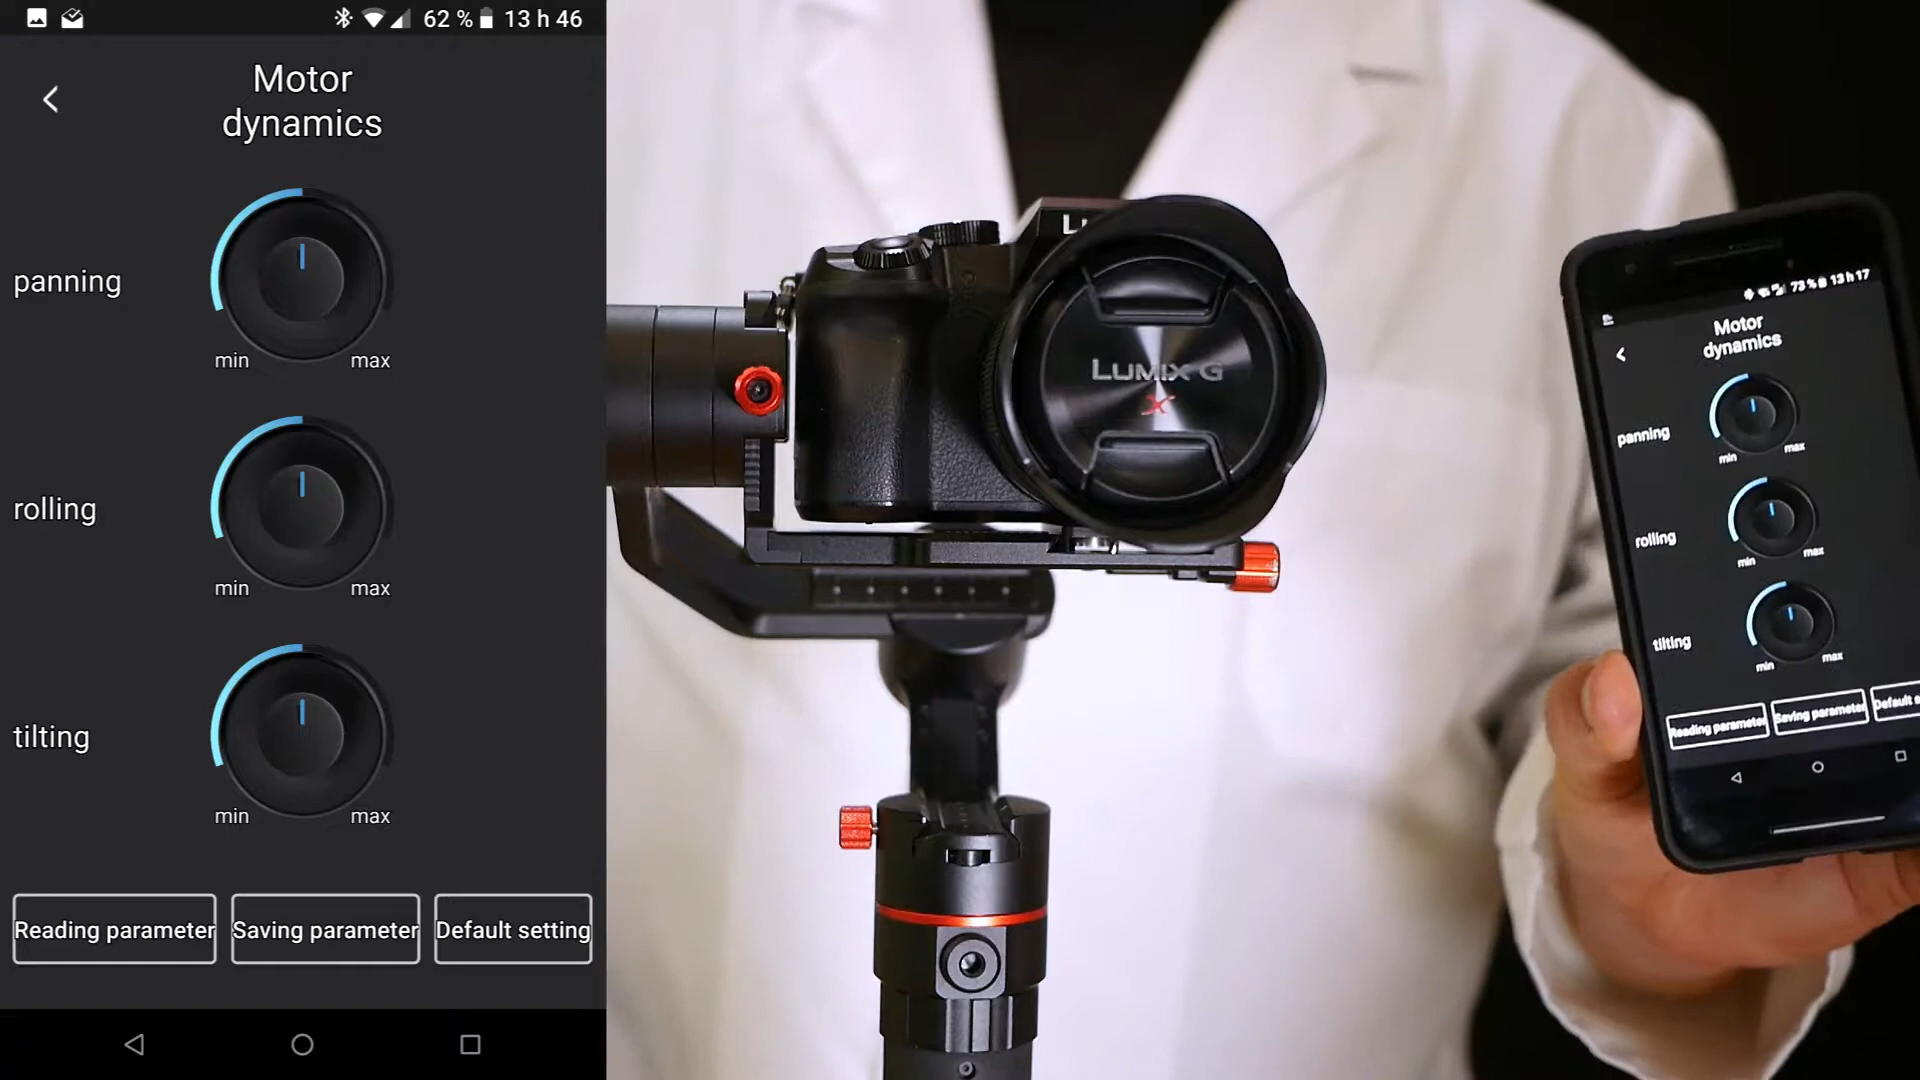 62 % 13 h 46
Motor
dynamics
panning
min max
rolling
min max
tilting
min max
Reading parameter Saving parameter Default setting
LUMIX G
X
73 % 13 h 17
Motor
dynamics
panning
min max
rolling
min max
tilting
min max
Reading parameter Saving parameter Default s